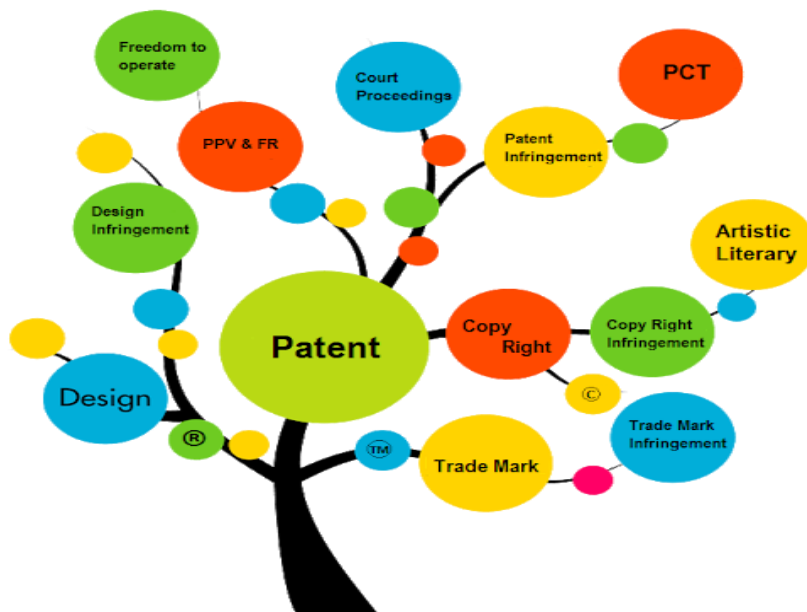 Freedom to
operate
PPV & FR
Court
Proceedings
PCT
Patent
Infringement
Design
Infringement
Artistic
Literary
Patent
Copy
Right
Copy Right
Infringement
Design
©
®
TM
Trade Mark
Trade Mark
Infringement